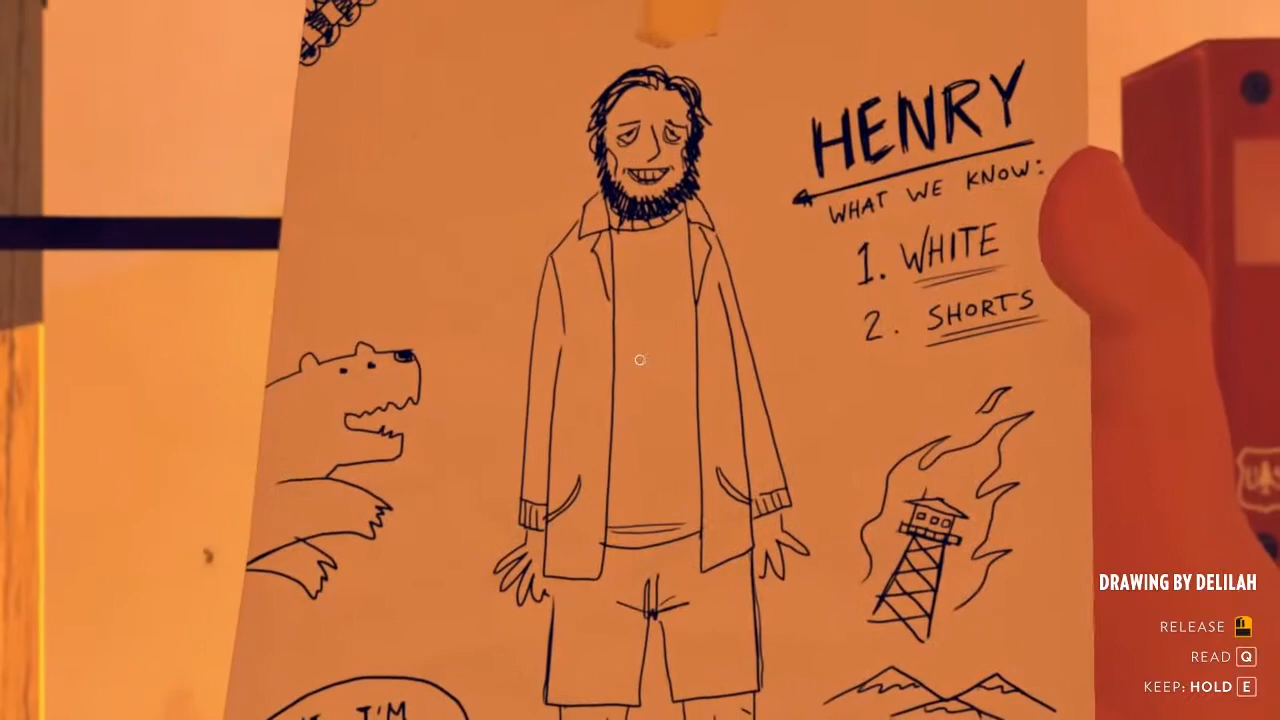 HENRY
WHAT WE KNOW:
1. WHITE
2. SHORTS
I'M
DRAWING BY DELILAH
RELEASE
READ Q
KEEP: HOLD E